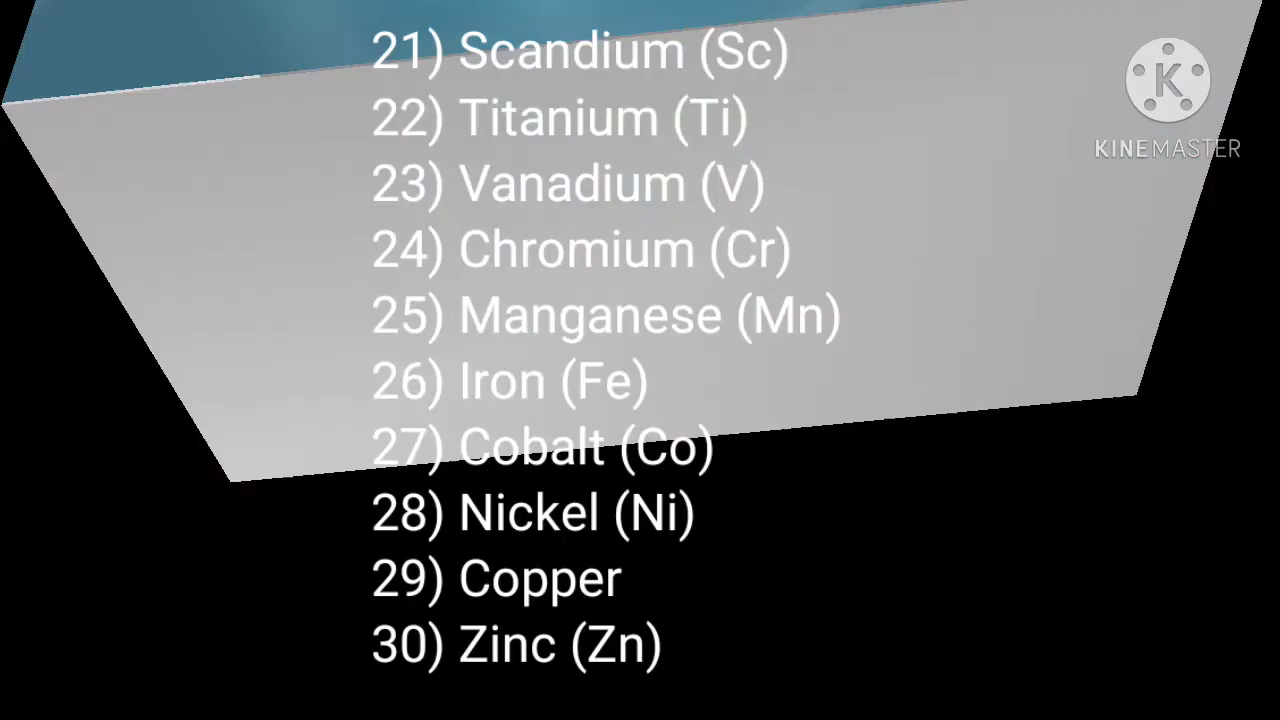 21) Scandium (Sc)
22) Titanium (Ti)
23) Vanadium (V)
24) Chromium (Cr)
25) Manganese (Mn)
26) Iron (Fe)
27) Cobalt (Co)
28) Nickel (Ni)
29) Copper
30) Zinc (Zn)
K
KINEMASTER